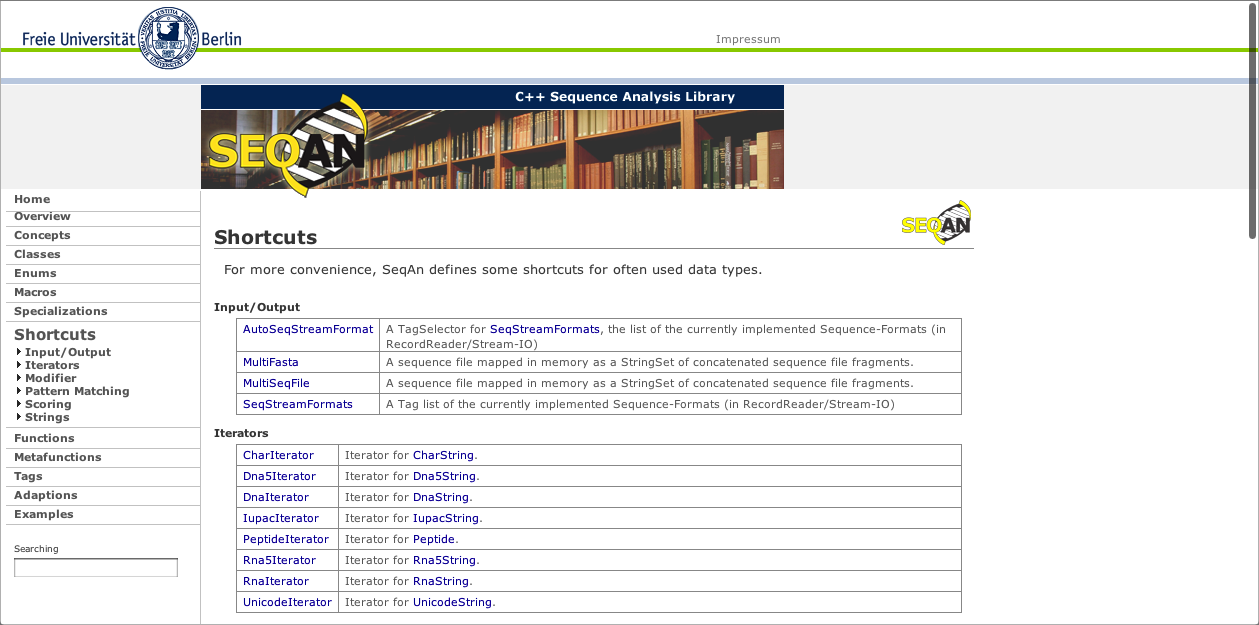 Freie Universität Berlin
VERITAS IUSTITIA LIBERTAS
FREIE UNIVERSITÄT BERLIN
Impressum
C++ Sequence Analysis Library
SEQAN
Home
Overview
Concepts
Classes
Enums
Macros
Specializations
Shortcuts
Input/Output
Iterators
Modifier
Pattern Matching
Scoring
Strings
Functions
Metafunctions
Tags
Adaptions
Examples
Searching
SEQAN
Shortcuts
For more convenience, SeqAn defines some shortcuts for often used data types.
Input/Output
AutoSeqStreamFormat A TagSelector for SeqStreamFormats, the list of the currently implemented Sequence-Formats (in
RecordReader/Stream-IO)
MultiFasta A sequence file mapped in memory as a StringSet of concatenated sequence file fragments.
MultiSeqFile A sequence file mapped in memory as a StringSet of concatenated sequence file fragments.
SeqStreamFormats A Tag list of the currently implemented Sequence-Formats (in RecordReader/Stream-IO)
Iterators
CharIterator Iterator for CharString.
Dna5Iterator Iterator for Dna5String.
DnaIterator Iterator for DnaString.
IupacIterator Iterator for IupacString.
PeptideIterator Iterator for Peptide.
Rna5Iterator Iterator for Rna5String.
RnaIterator Iterator for RnaString.
UnicodeIterator Iterator for UnicodeString.